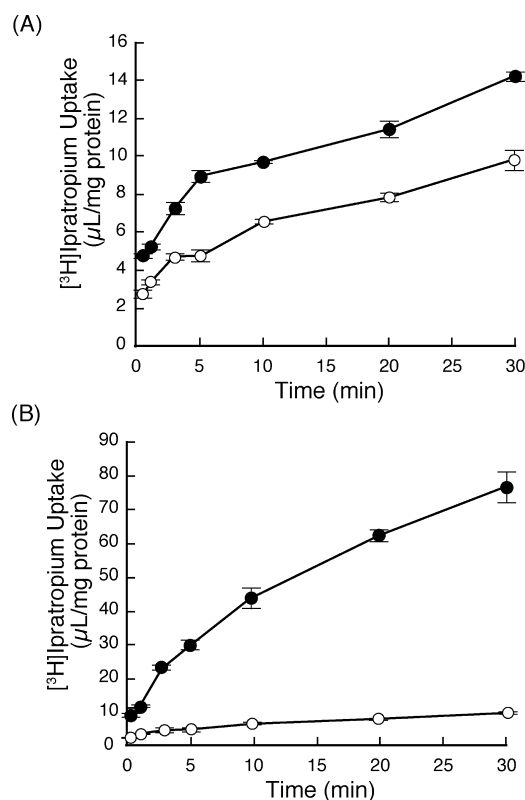 (A)
[³H]Ipratropium Uptake
(µL/mg protein)
16
14
12
10
8
6
4
2
0
0 5 10 15 20 25 30
Time (min)
(B)
[³H]Ipratropium Uptake
(µL/mg protein)
90
80
70
60
50
40
30
20
10
0
0 5 10 15 20 25 30
Time (min)